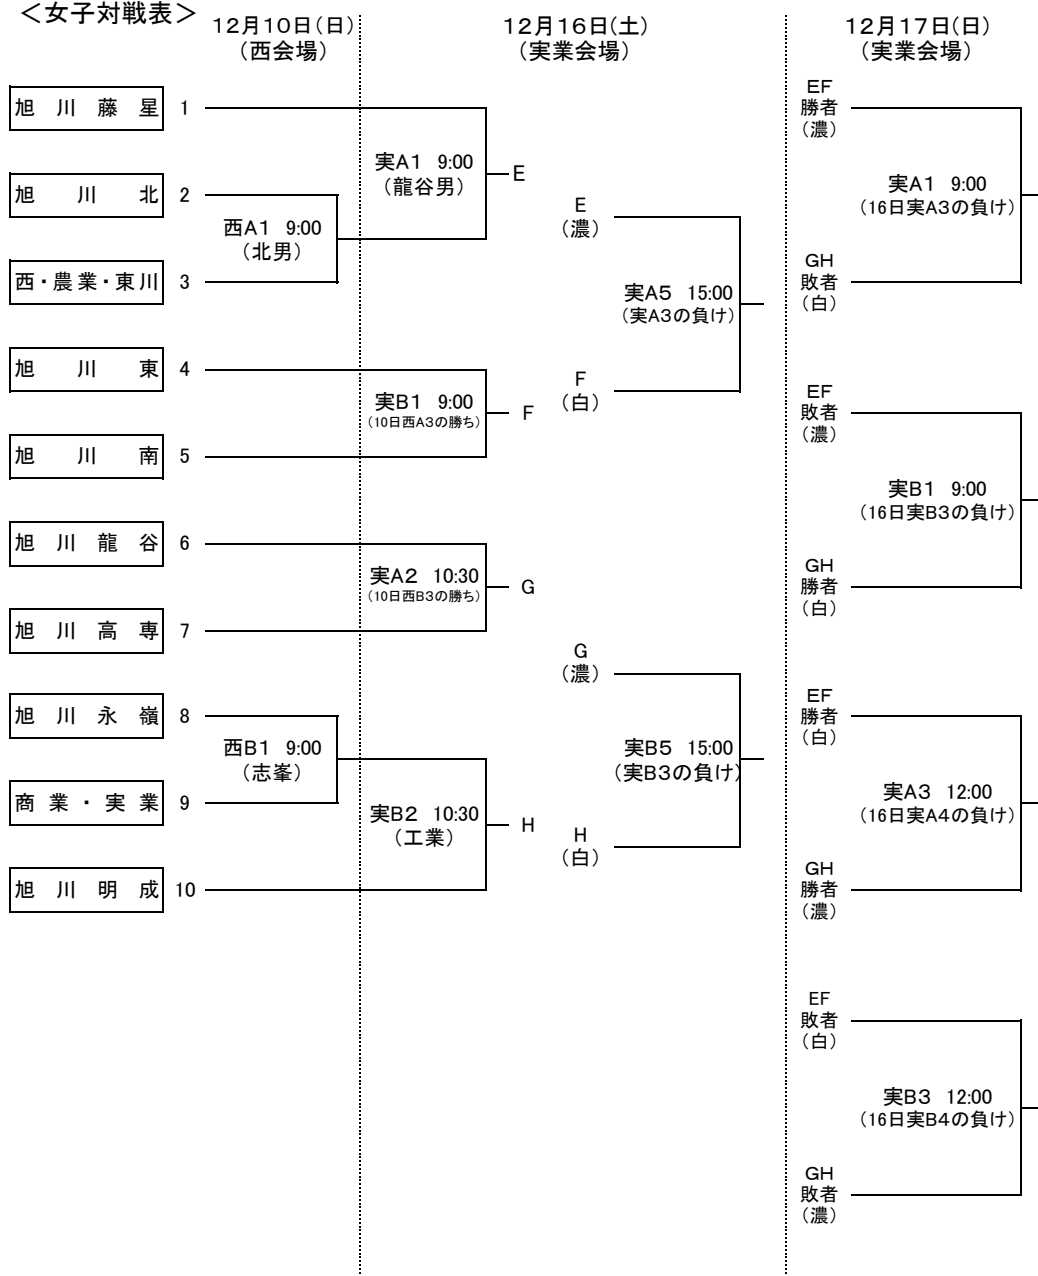 ＜女子対戦表＞
12月10日(日)
（西会場）
12月16日(土)
（実業会場）
12月17日(日)
（実業会場）
旭川藤星 1
実A1 9:00
（龍谷男）
E
旭川北 2
西A1 9:00
（北男）
西・農業・東川 3
旭川東 4
実B1 9:00
（10日西A3の勝ち）
F
旭川南 5
旭川龍谷 6
実A2 10:30
（10日西B3の勝ち）
G
旭川高専 7
旭川永嶺 8
西B1 9:00
（志峯）
商業・実業 9
実B2 10:30
（工業）
H
旭川明成 10
E
（濃）
実A5 15:00
（実A3の負け）
F
（白）
G
（濃）
実B5 15:00
（実B3の負け）
H
（白）
EF
勝者
（濃）
実A1 9:00
（16日実A3の負け）
GH
敗者
（白）
EF
敗者
（濃）
実B1 9:00
（16日実B3の負け）
GH
勝者
（白）
EF
勝者
（白）
実A3 12:00
（16日実A4の負け）
GH
勝者
（濃）
EF
敗者
（白）
実B3 12:00
（16日実B4の負け）
GH
敗者
（濃）